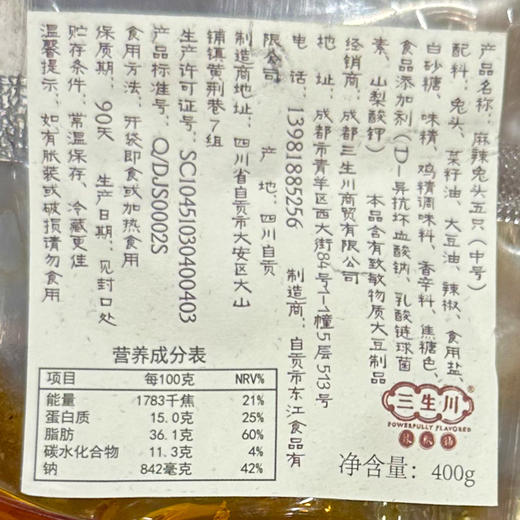 产品名称：麻辣兔头五只（中号）
配料：兔头、菜籽油、大豆油、辣椒、食用盐
白砂糖、味精、鸡精调味料、香辛料、焦糖色、
食品添加剂（D-异抗坏血酸钠、乳酸链球菌
素、山梨酸钾） 本品含有致敏物质大豆制品
经销商：成都三生川商贸有限公司
地址：成都市青羊区西大街84号1-1幢5层513号
电话：13981885256 制造商：自贡市东江食品有
限公司 产地：四川自贡
制造商地址：四川省自贡市大安区大山
铺镇黄荆巷7组
生产许可证号：SC10451030400403
产品标准号：Q/DJS0002S
食用方法：开袋即食或加热食用
保质期：90天 生产日期：见封口处
贮存条件：常温保存、冷藏更佳
温馨提示：如有胀装或破损请勿食用
营养成分表
项目 每100克 NRV%
能量 1783千焦 21%
蛋白质 15.0克 25%
脂肪 36.1克 60%
碳水化合物 11.3克 4%
钠 842毫克 42%
三生川
POWERFULLY FLAVORED
净含量：400g